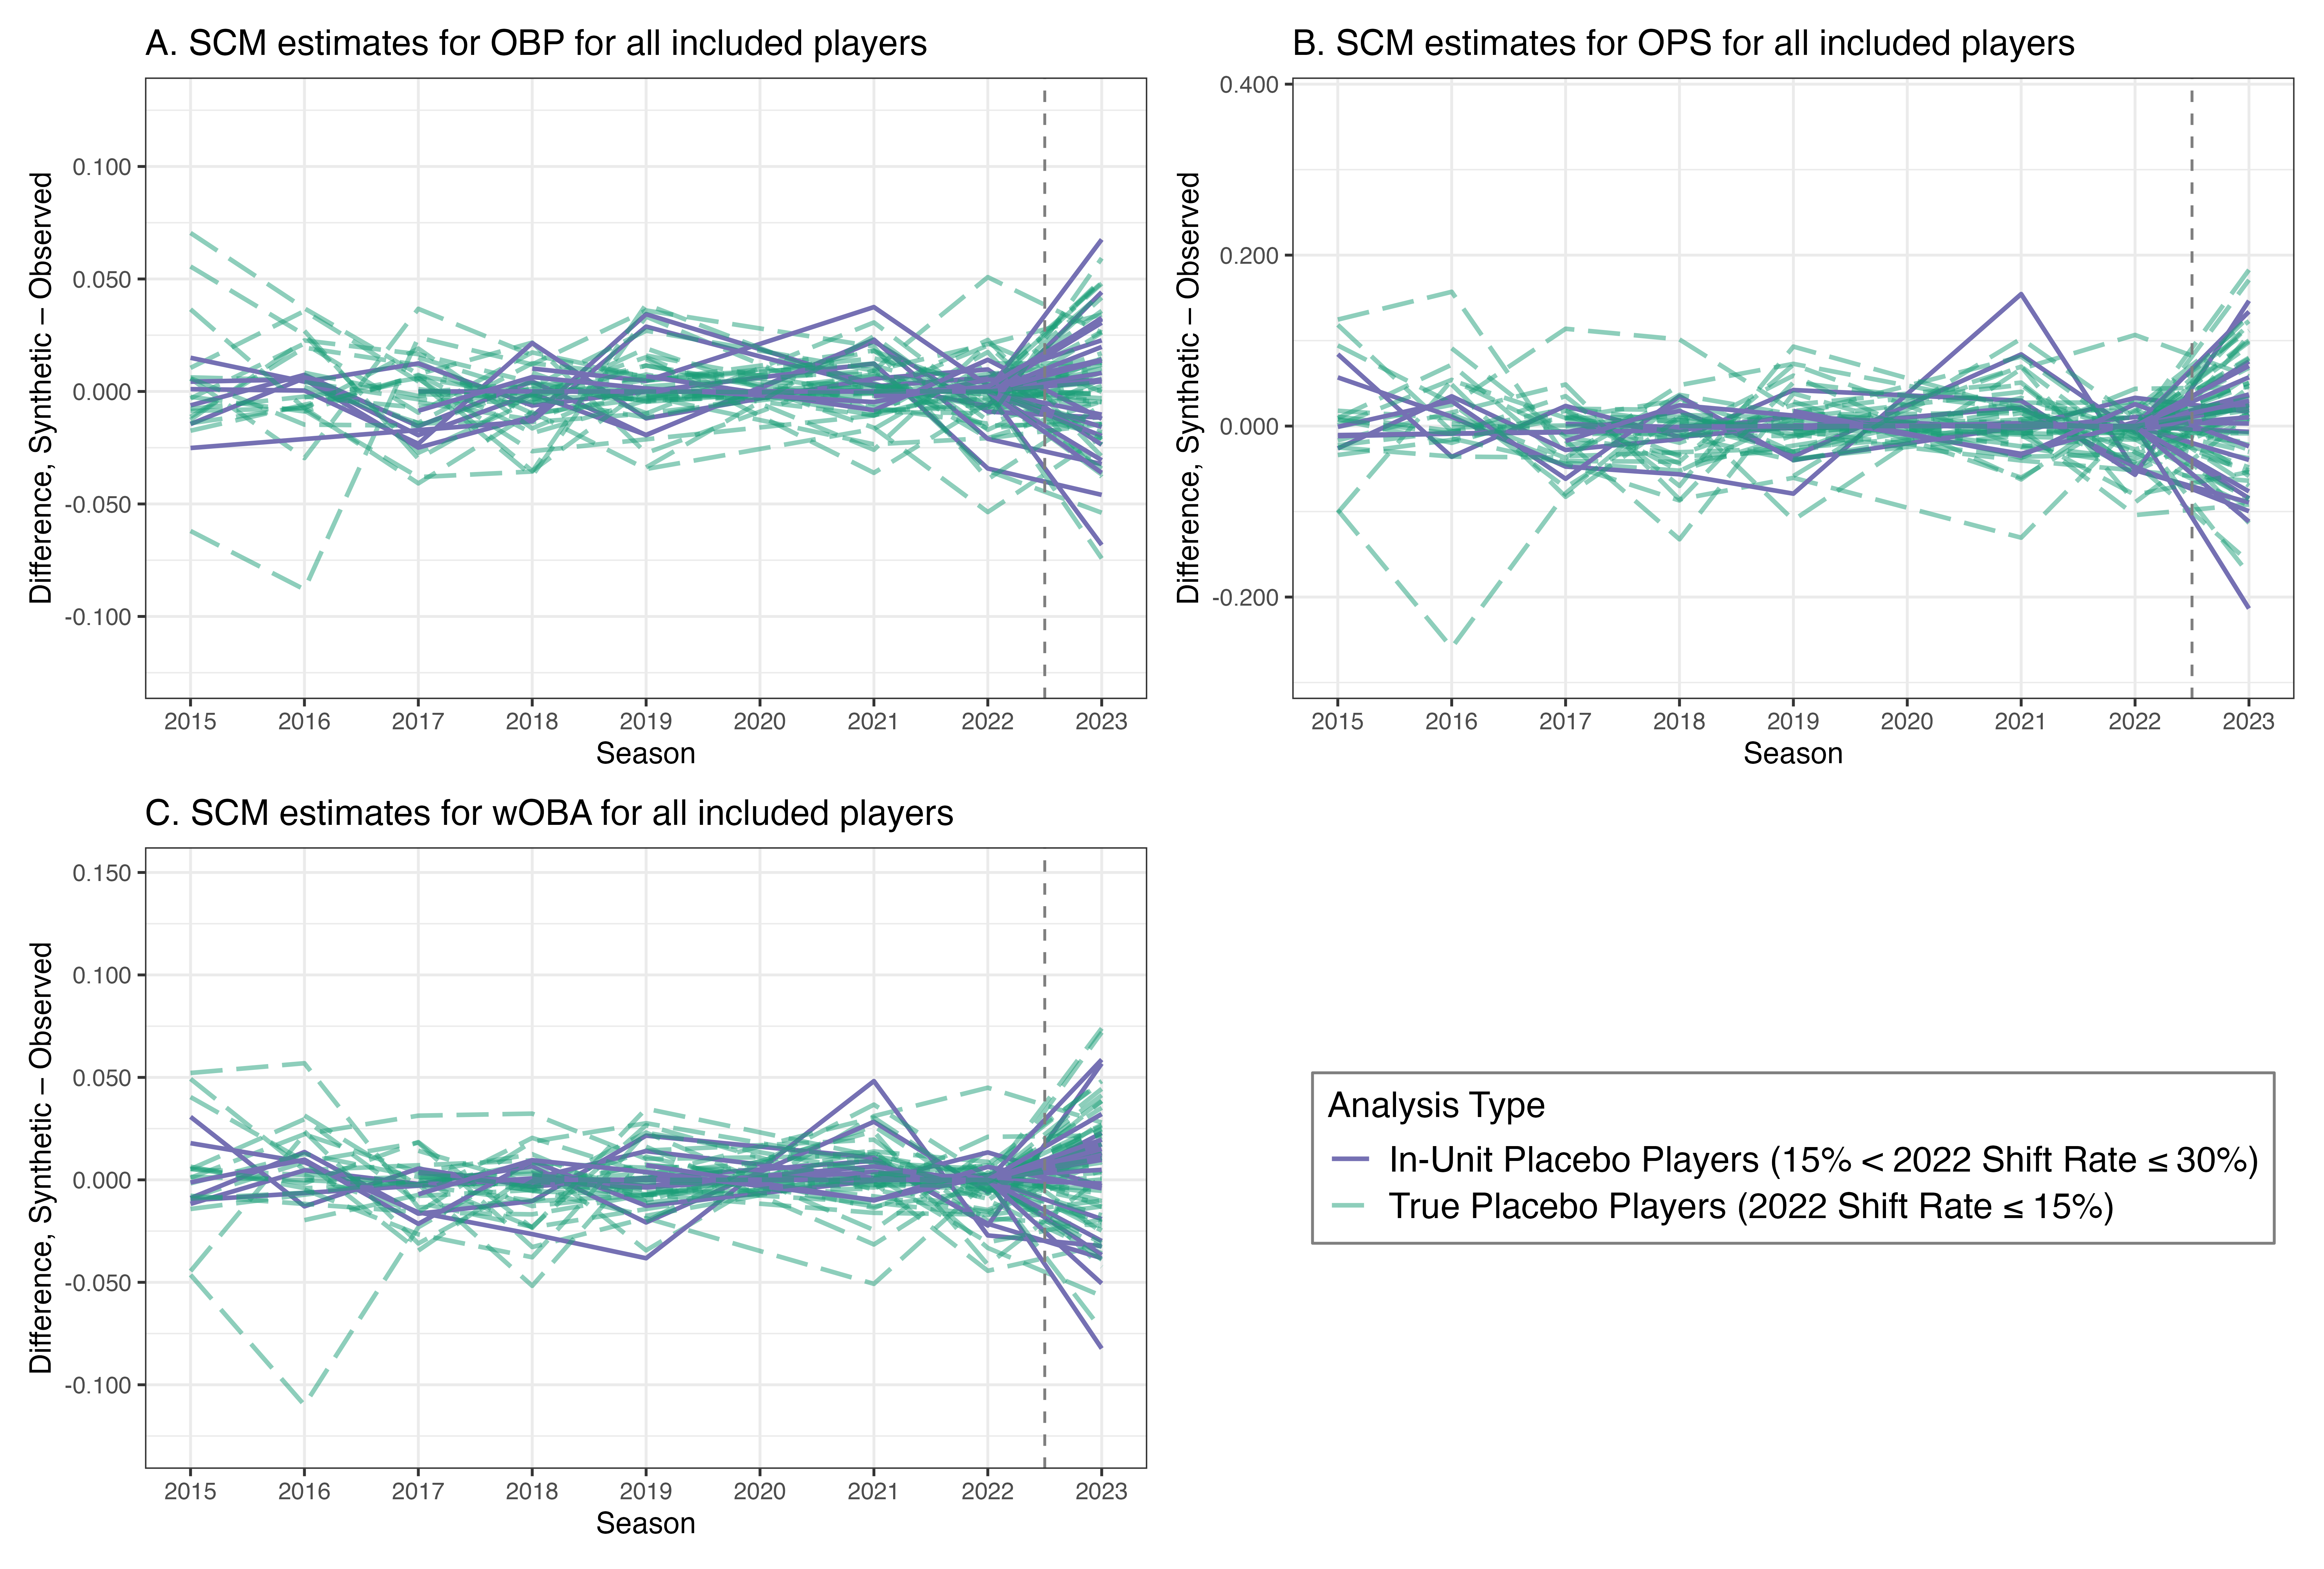 A. SCM estimates for OBP for all included players
0.100
0.050
0.000
-0.050
-0.100
Difference, Synthetic − Observed
2015 2016 2017 2018 2019 2020 2021 2022 2023
Season
B. SCM estimates for OPS for all included players
0.400
0.200
0.000
-0.200
Difference, Synthetic − Observed
2015 2016 2017 2018 2019 2020 2021 2022 2023
Season
C. SCM estimates for wOBA for all included players
0.150
0.100
0.050
0.000
-0.050
-0.100
Difference, Synthetic − Observed
2015 2016 2017 2018 2019 2020 2021 2022 2023
Season
Analysis Type
In-Unit Placebo Players (15% < 2022 Shift Rate ≤ 30%)
True Placebo Players (2022 Shift Rate ≤ 15%)